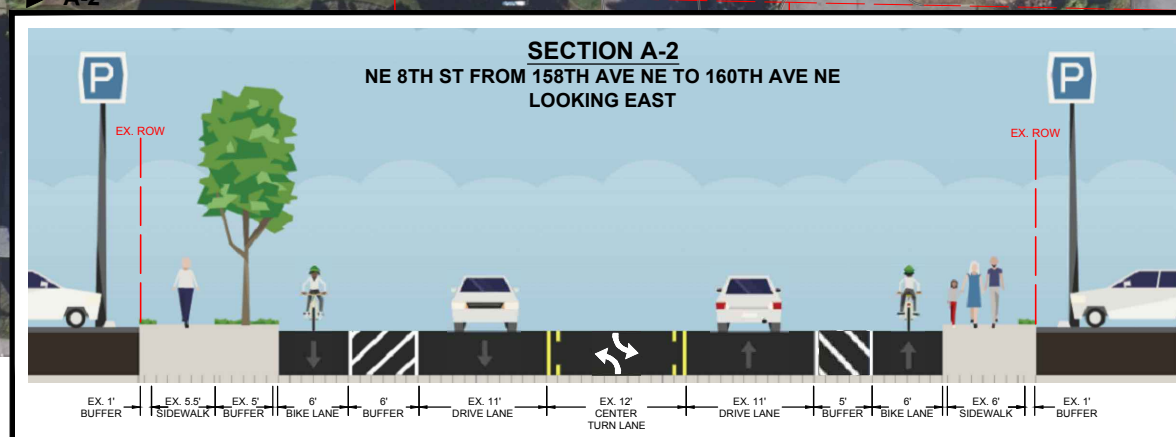 A-2
SECTION A-2
NE 8TH ST FROM 158TH AVE NE TO 160TH AVE NE
LOOKING EAST
P
P
EX. ROW
EX. ROW
EX. 1'
BUFFER
EX. 5.5'
SIDEWALK
EX. 5'
BUFFER
6'
BIKE LANE
6'
BUFFER
EX. 11'
DRIVE LANE
EX. 12'
CENTER
TURN LANE
EX. 11'
DRIVE LANE
5'
BUFFER
6'
BIKE LANE
EX. 6'
SIDEWALK
EX. 1'
BUFFER